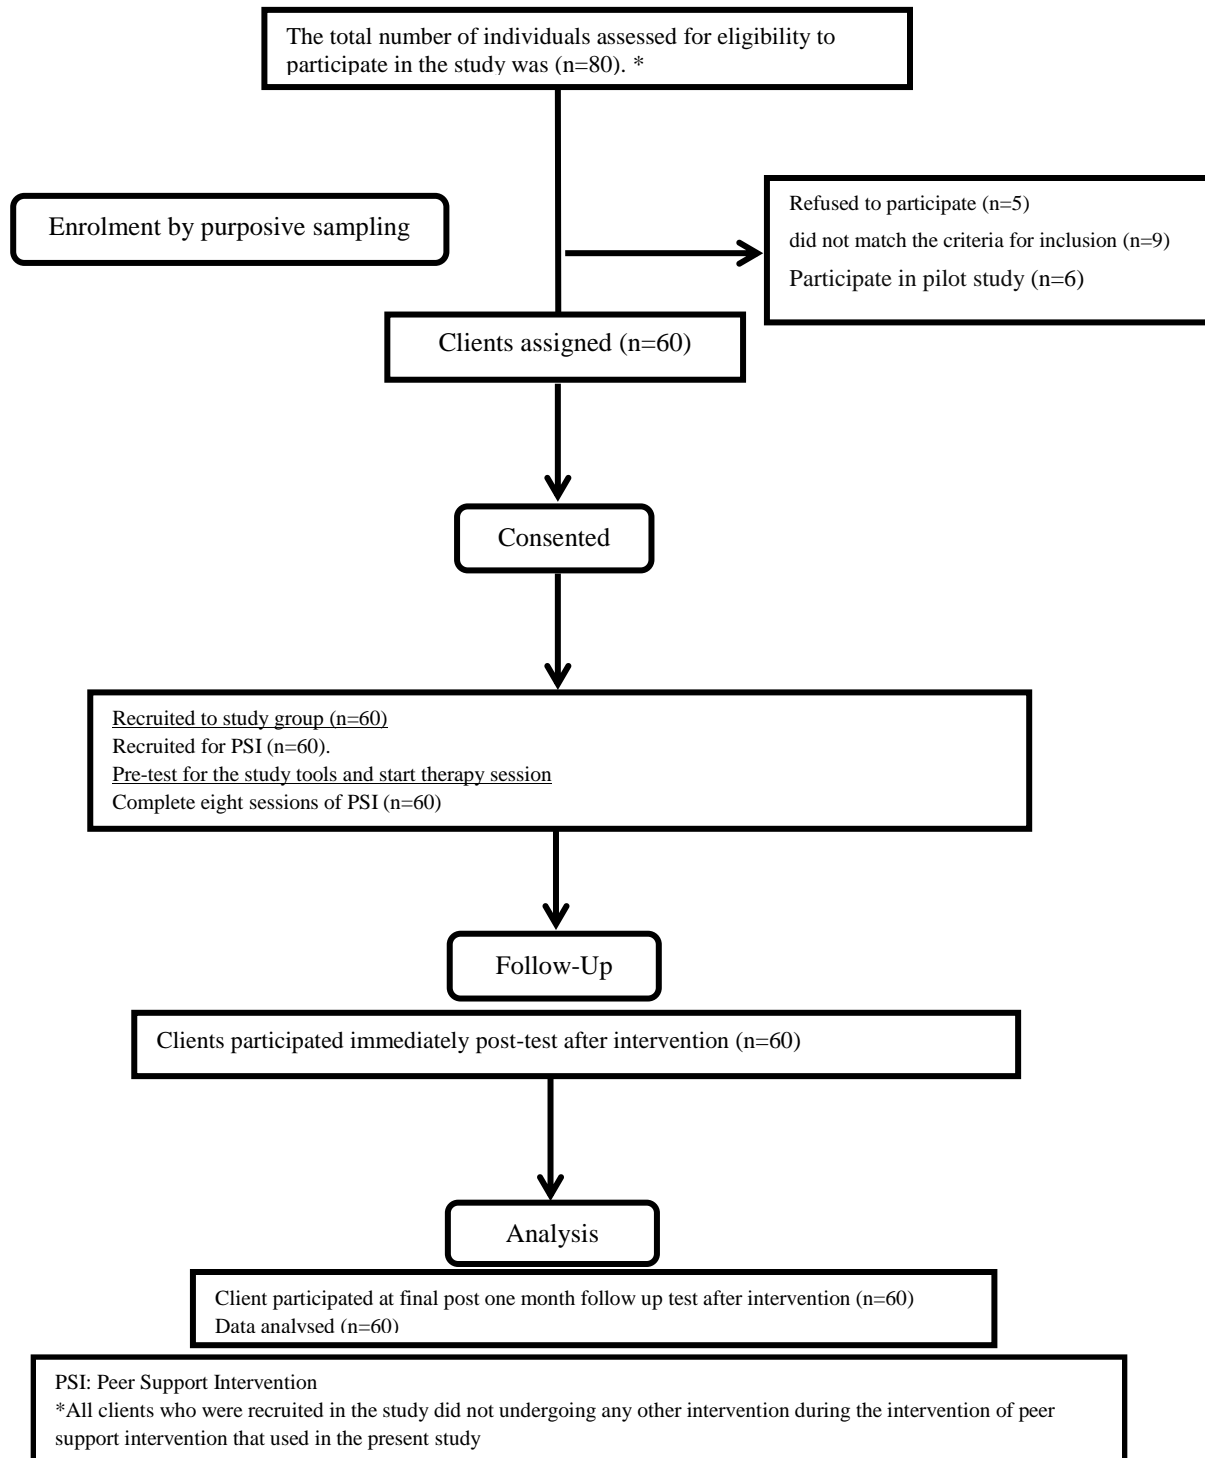 The total number of individuals assessed for eligibility to
participate in the study was (n=80). *
Enrolment by purposive sampling
Refused to participate (n=5)
did not match the criteria for inclusion (n=9)
Participate in pilot study (n=6)
Clients assigned (n=60)
Consented
Recruited to study group (n=60)
Recruited for PSI (n=60).
Pre-test for the study tools and start therapy session
Complete eight sessions of PSI (n=60)
Follow-Up
Clients participated immediately post-test after intervention (n=60)
Analysis
Client participated at final post one month follow up test after intervention (n=60)
Data analysed (n=60)
PSI: Peer Support Intervention
*All clients who were recruited in the study did not undergoing any other intervention during the intervention of peer
support intervention that used in the present study